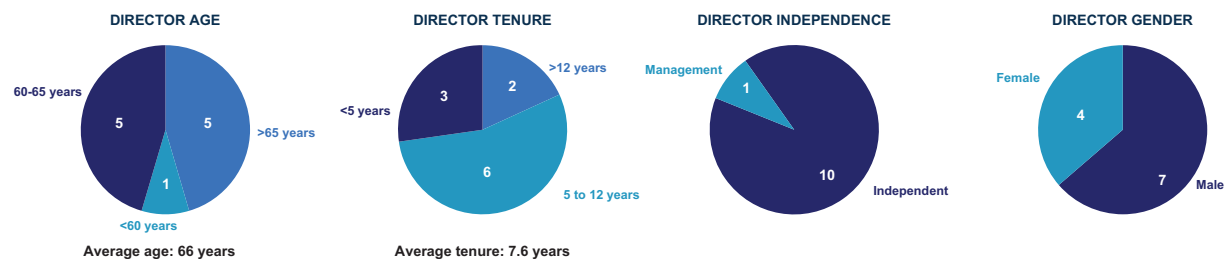 DIRECTOR AGE
60-65 years
5
5
>65 years
1
<60 years
Average age: 66 years
DIRECTOR TENURE
>12 years
3
2
<5 years
6
5 to 12 years
Average tenure: 7.6 years
DIRECTOR INDEPENDENCE
Management
1
10
Independent
DIRECTOR GENDER
Female
4
7
Male